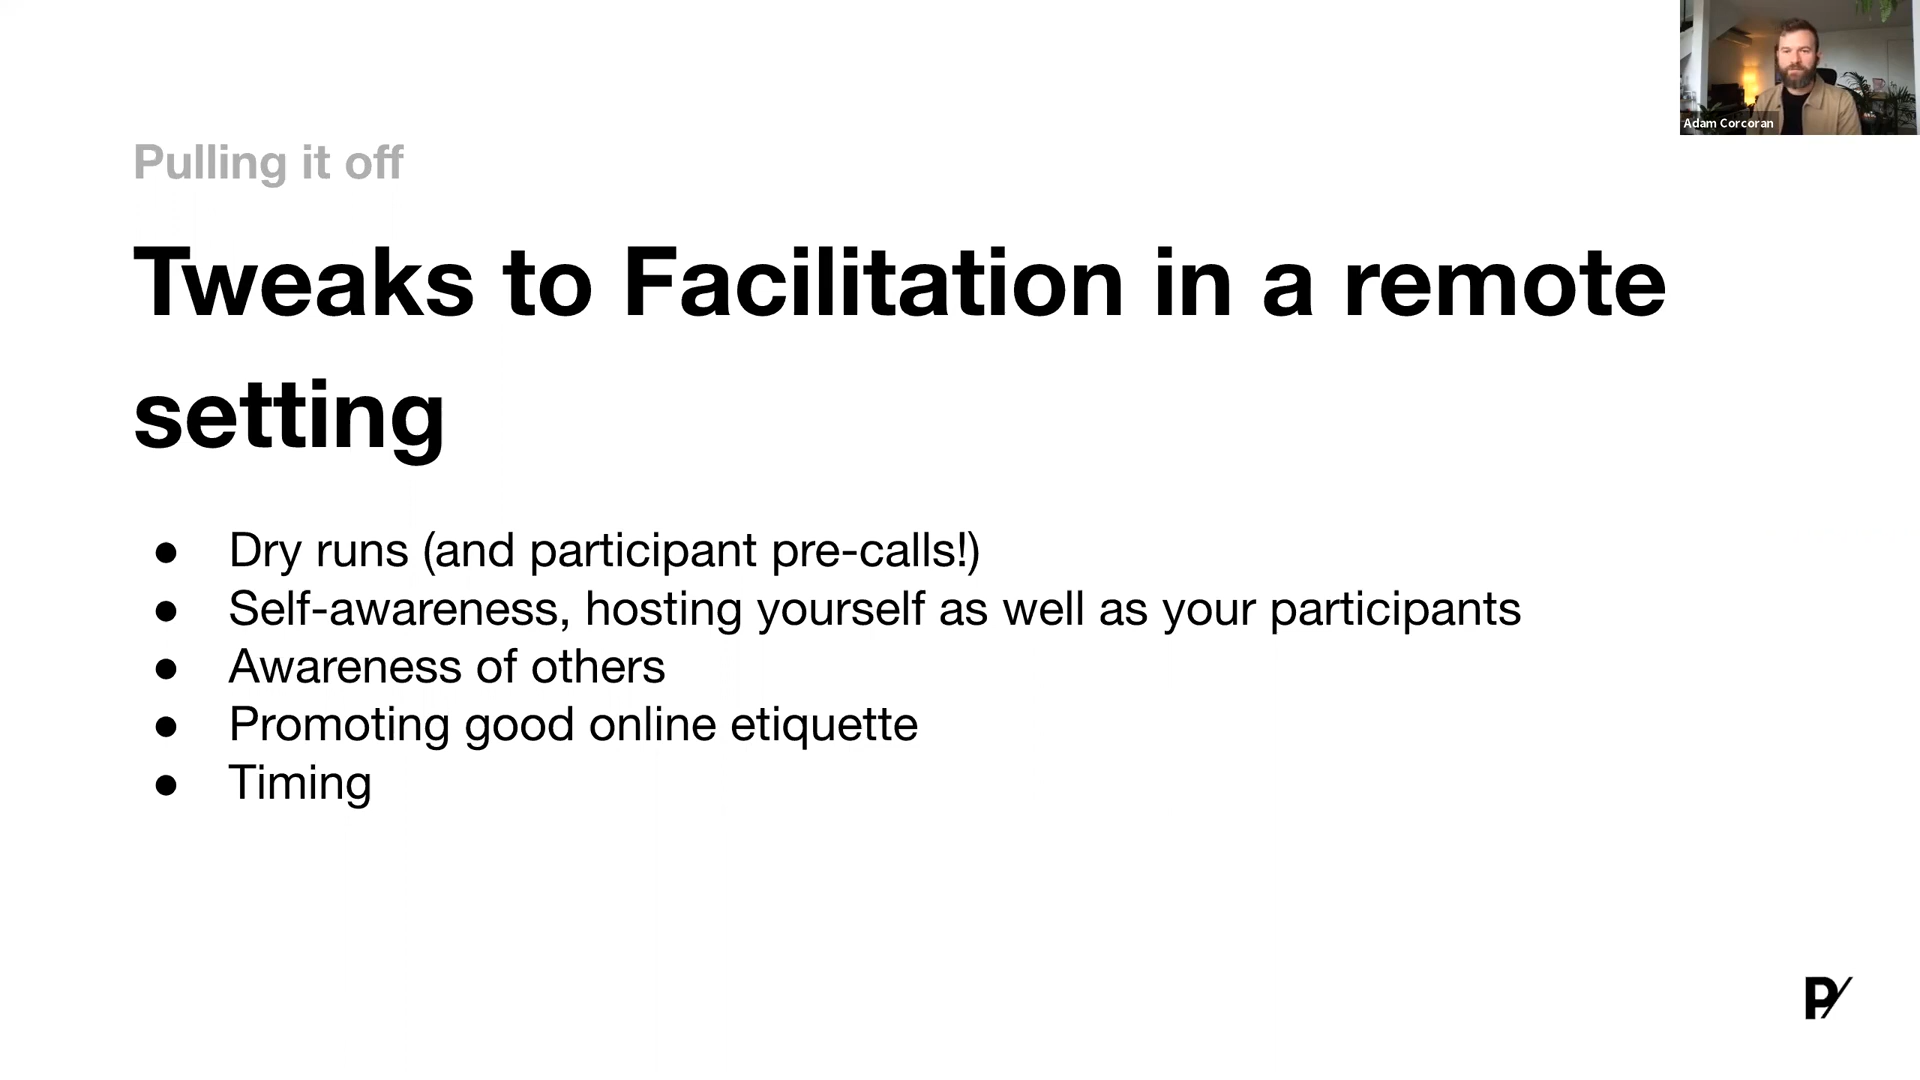 Adam Corcoran
Pulling it off
Tweaks to Facilitation in a remote
setting
● Dry runs (and participant pre-calls!)
● Self-awareness, hosting yourself as well as your participants
● Awareness of others
● Promoting good online etiquette
● Timing
P/